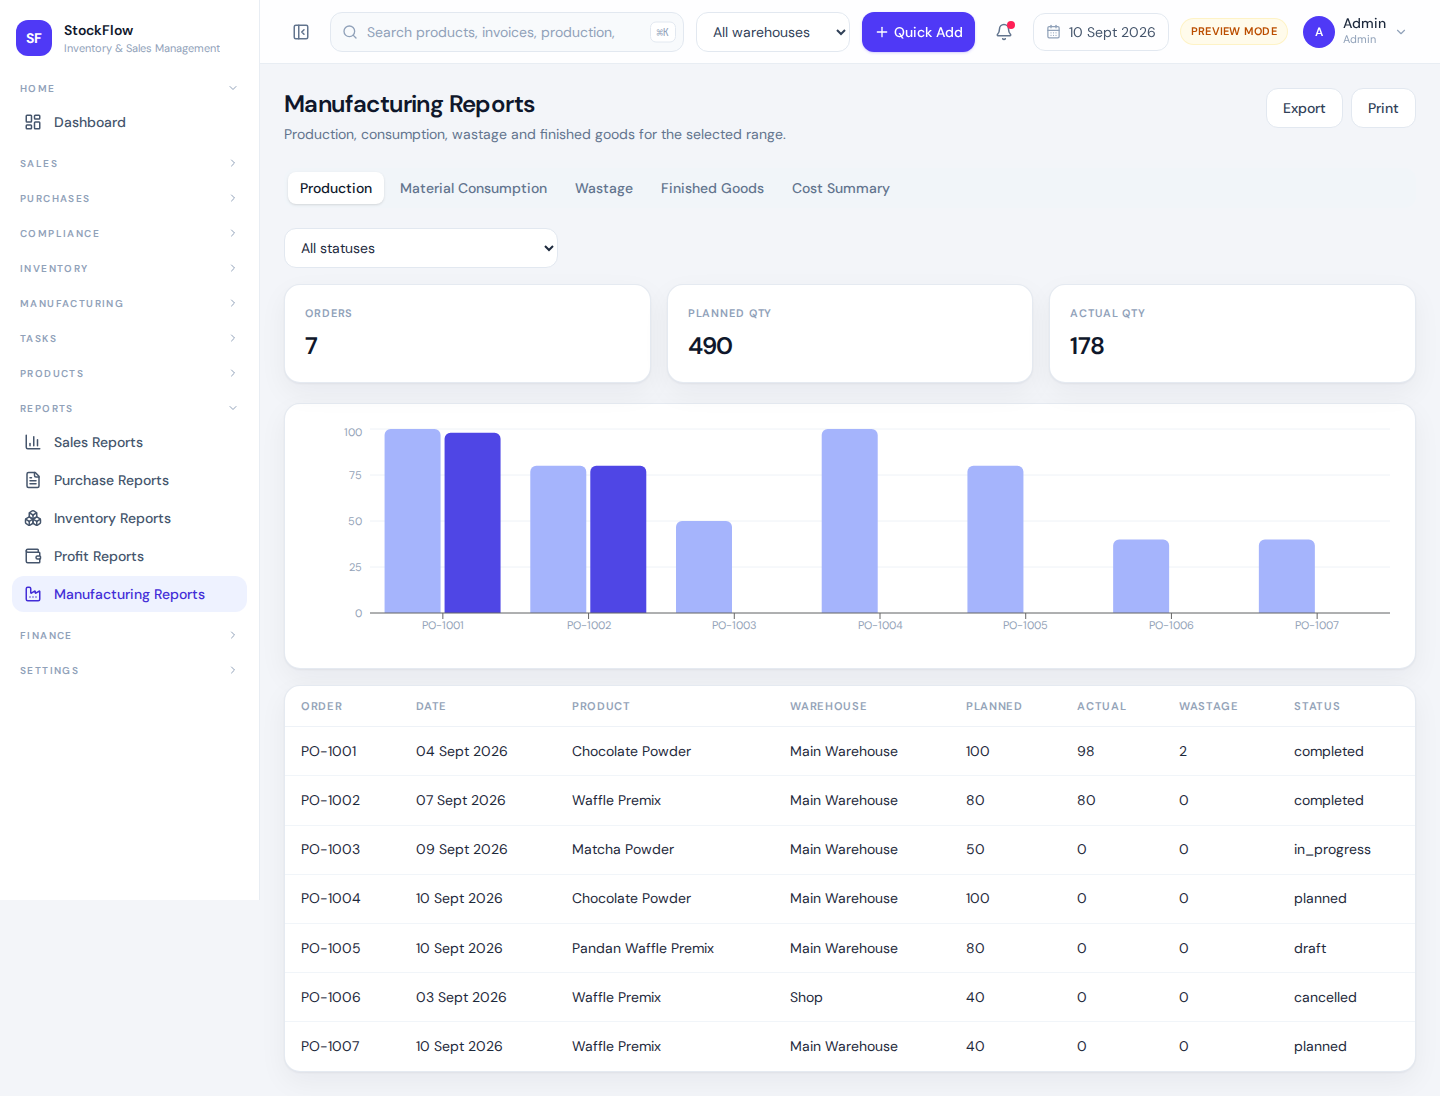 SF
StockFlow
Inventory & Sales Management
HOME
Dashboard
SALES
PURCHASES
COMPLIANCE
INVENTORY
MANUFACTURING
TASKS
PRODUCTS
REPORTS
Sales Reports
Purchase Reports
Inventory Reports
Profit Reports
Manufacturing Reports
FINANCE
SETTINGS
Search products, invoices, production,
⌘K
All warehouses
+ Quick Add
10 Sept 2026
PREVIEW MODE
A
Admin
Admin
Manufacturing Reports
Production, consumption, wastage and finished goods for the selected range.
Export
Print
Production Material Consumption Wastage Finished Goods Cost Summary
All statuses
ORDERS
7
PLANNED QTY
490
ACTUAL QTY
178
100
75
50
25
0
PO-1001 PO-1002 PO-1003 PO-1004 PO-1005 PO-1006 PO-1007
ORDER DATE PRODUCT WAREHOUSE PLANNED ACTUAL WASTAGE STATUS
PO-1001 04 Sept 2026 Chocolate Powder Main Warehouse 100 98 2 completed
PO-1002 07 Sept 2026 Waffle Premix Main Warehouse 80 80 0 completed
PO-1003 09 Sept 2026 Matcha Powder Main Warehouse 50 0 0 in_progress
PO-1004 10 Sept 2026 Chocolate Powder Main Warehouse 100 0 0 planned
PO-1005 10 Sept 2026 Pandan Waffle Premix Main Warehouse 80 0 0 draft
PO-1006 03 Sept 2026 Waffle Premix Shop 40 0 0 cancelled
PO-1007 10 Sept 2026 Waffle Premix Main Warehouse 40 0 0 planned